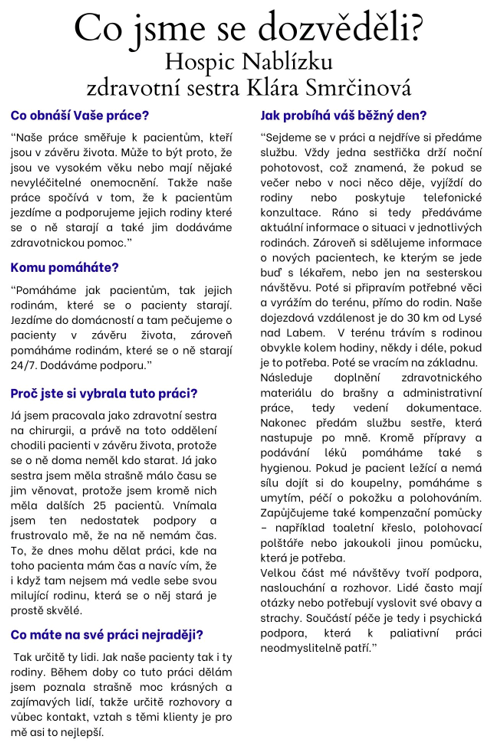 Co jsme se dozvěděli?
Hospic Nablízku
zdravotní sestra Klára Smrčinová
Co obnáší Vaše práce?
“Naše práce směřuje k pacientům, kteří
jsou v závěru života. Může to být proto, že
jsou ve vysokém věku nebo mají nějaké
nevyléčitelné onemocnění. Takže naše
práce spočívá v tom, že k pacientům
jezdíme a podporujeme jejich rodiny které
se o ně starají a také jim dodáváme
zdravotnickou pomoc.”
Komu pomáháte?
“Pomáháme jak pacientům, tak jejich
rodinám, které se o pacienty starají.
Jezdíme do domácností a tam pečujeme o
pacienty v závěru života, zároveň
pomáháme rodinám, které se o ně starají
24/7. Dodáváme podporu.”
Proč jste si vybrala tuto práci?
Já jsem pracovala jako zdravotní sestra
na chirurgii, a právě na toto oddělení
chodili pacienti v závěru života, protože
se o ně doma neměl kdo starat. Já jako
sestra jsem měla strašně málo času se
jim věnovat, protože jsem kromě nich
měla dalších 25 pacientů. Vnímala
jsem ten nedostatek podpory a
frustrovalo mě, že na ně nemám čas.
To, že dnes mohu dělat práci, kde na
toho pacienta mám čas a navíc vím, že
i když tam nejsem má vedle sebe svou
milující rodinu, která se o něj stará je
prostě skvělé.
Co máte na své práci nejraději?
Tak určitě ty lidi. Jak naše pacienty tak i ty
rodiny. Během doby co tuto práci dělám
jsem poznala strašně moc krásných a
zajímavých lidí, takže určitě rozhovory a
vůbec kontakt, vztah s těmi klienty je pro
mě asi to nejlepší.
Jak probíhá váš běžný den?
“Sejdeme se v práci a nejdříve si předáme
službu. Vždy jedna sestřička drží noční
pohotovost, což znamená, že pokud se
večer nebo v noci něco děje, vyjíždí do
rodiny nebo poskytuje telefonické
konzultace. Ráno si tedy předáváme
aktuální informace o situaci v jednotlivých
rodinách. Zároveň si sdělujeme informace
o nových pacientech, ke kterým se jede
buď s lékařem, nebo jen na sesterskou
návštěvu. Poté si připravím potřebné věci
a vyrážím do terénu, přímo do rodin. Naše
dojezdová vzdálenost je do 30 km od Lysé
nad Labem. V terénu trávím s rodinou
obvykle kolem hodiny, někdy i déle, pokud
je to potřeba. Poté se vracím na základnu.
Následuje doplnění zdravotnického
materiálu do brašny a administrativní
práce, tedy vedení dokumentace.
Nakonec předám službu sestře, která
nastupuje po mně. Kromě přípravy a
podávání léků pomáháme také s
hygienou. Pokud je pacient ležící a nemá
sílu dojít si do koupelny, pomáháme s
umytím, péčí o pokožku a polohováním.
Zapůjčujeme také kompenzační pomůcky
– například toaletní křeslo, polohovací
polštáře nebo jakoukoli jinou pomůcku,
která je potřeba.
Velkou část mé návštěvy tvoří podpora,
naslouchání a rozhovor. Lidé často mají
otázky nebo potřebují vyslovit své obavy a
strachy. Součástí péče je tedy i psychická
podpora, která k paliativní práci
neodmyslitelně patří.”